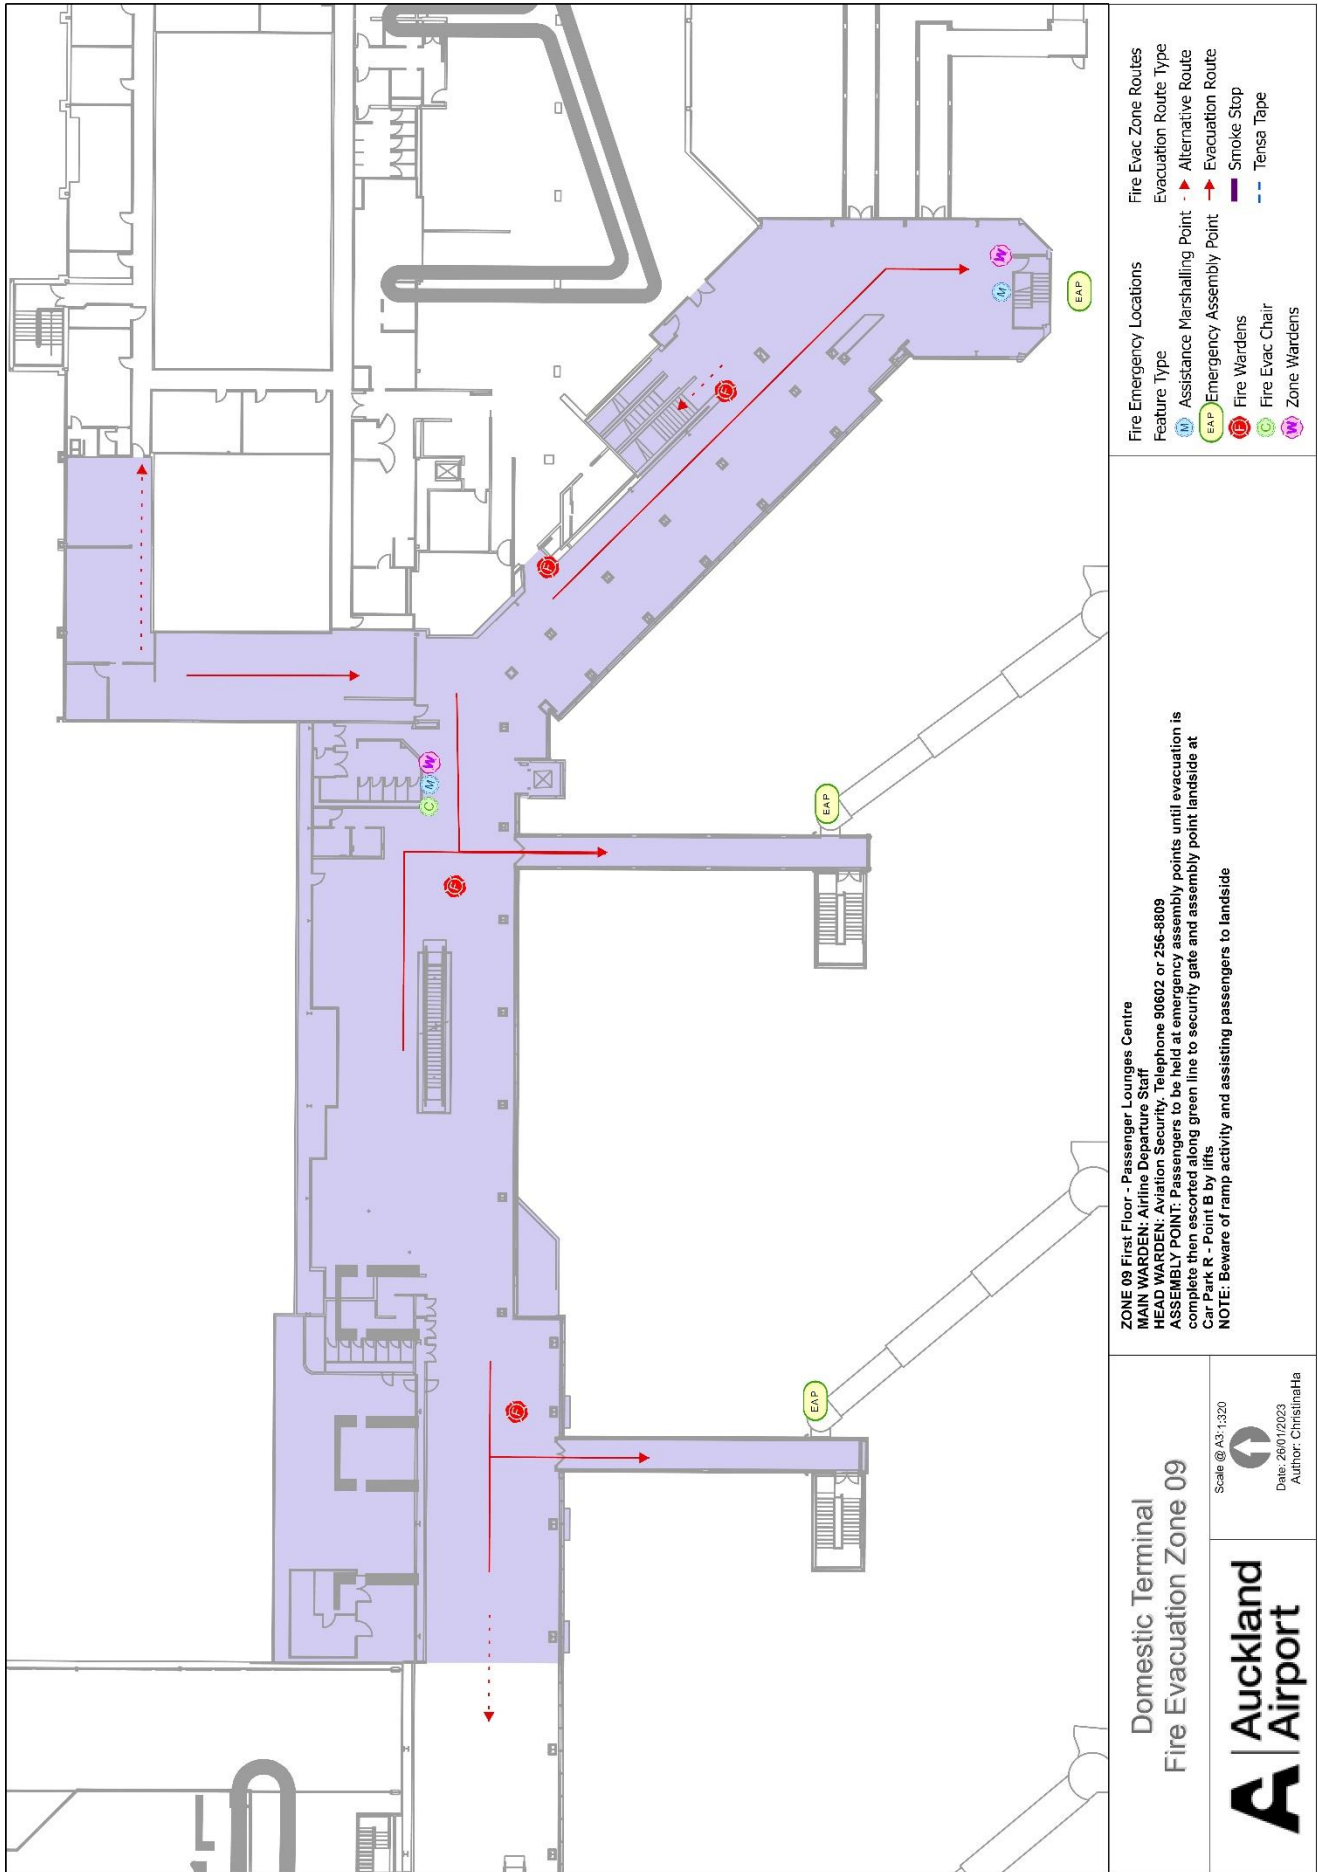 Domestic Terminal
Fire Evacuation Zone 09
Auckland
Airport
Scale @ A3: 1:320
Date: 26/01/2023
Author: ChristinaHa
ZONE 09 First Floor - Passenger Lounges Centre
MAIN WARDEN: Airline Departure Staff
HEAD WARDEN: Aviation Security. Telephone 90602 or 256-8809
ASSEMBLY POINT: Passengers to be held at emergency assembly points until evacuation is
complete then escorted along green line to security gate and assembly point landside at
Car Park R - Point B by lifts
NOTE: Beware of ramp activity and assisting passengers to landside
Fire Emergency Locations
Feature Type
M Assistance Marshalling Point
EAP Emergency Assembly Point
F Fire Wardens
C Fire Evac Chair
W Zone Wardens
Fire Evac Zone Routes
Evacuation Route Type
Alternative Route
Evacuation Route
Smoke Stop
Tensa Tape
F
EAP
C
M
W
F
EAP
F
F
M
W
EAP